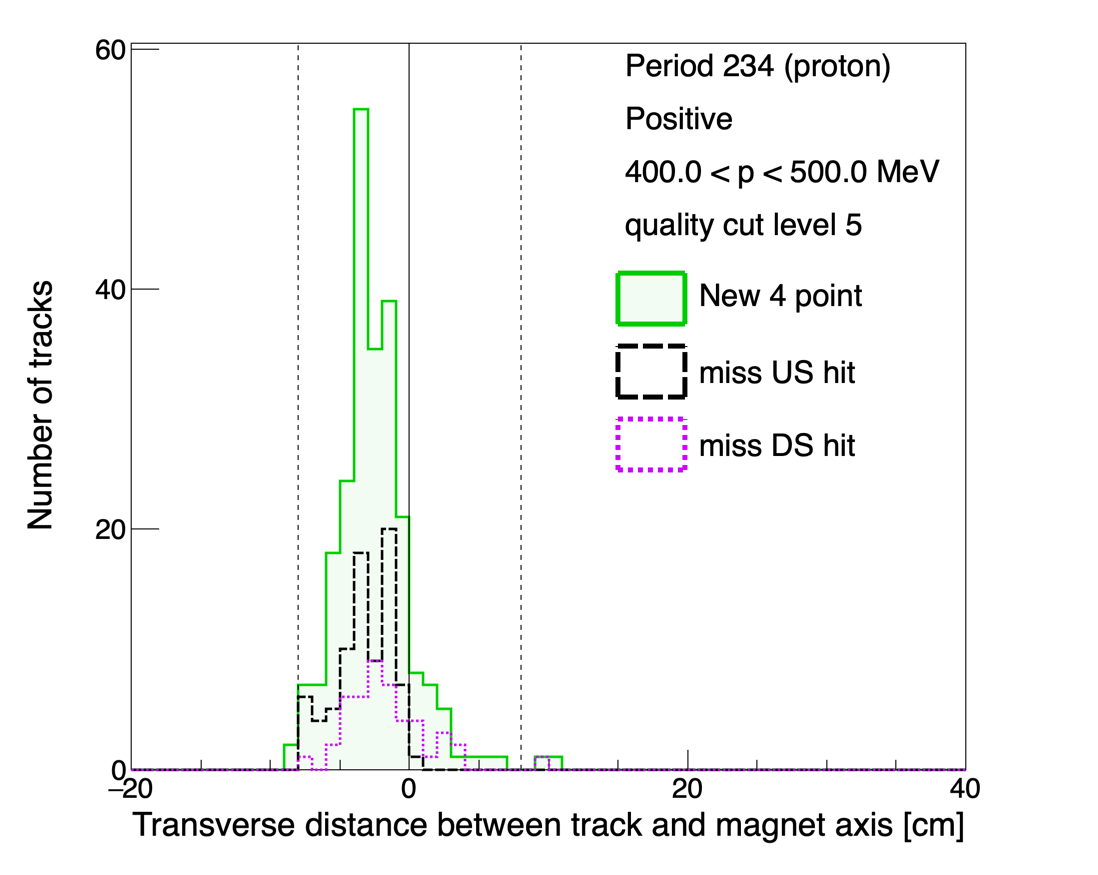 60
40
20
0
Number of tracks
Period 234 (proton)
Positive
400.0 < p < 500.0 MeV
quality cut level 5
New 4 point
miss US hit
miss DS hit
−20 0 20 40
Transverse distance between track and magnet axis [cm]